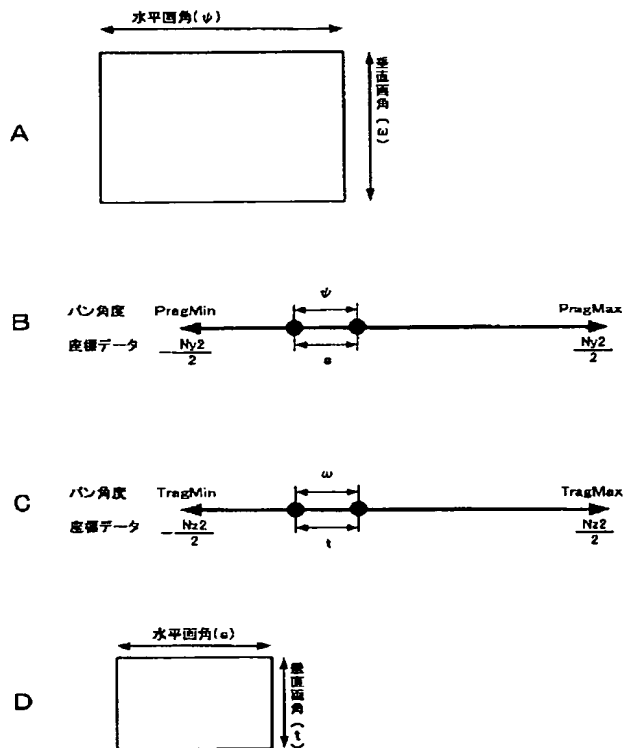 水平画角(ψ)
垂直画角(ω)
A
ψ
B
パン角度 PragMin PragMax
座標データ -Ny2/2 s Ny2/2
ω
C
パン角度 TragMin TragMax
座標データ -Nz2/2 t Nz2/2
水平画角(s)
垂直画角(t)
D